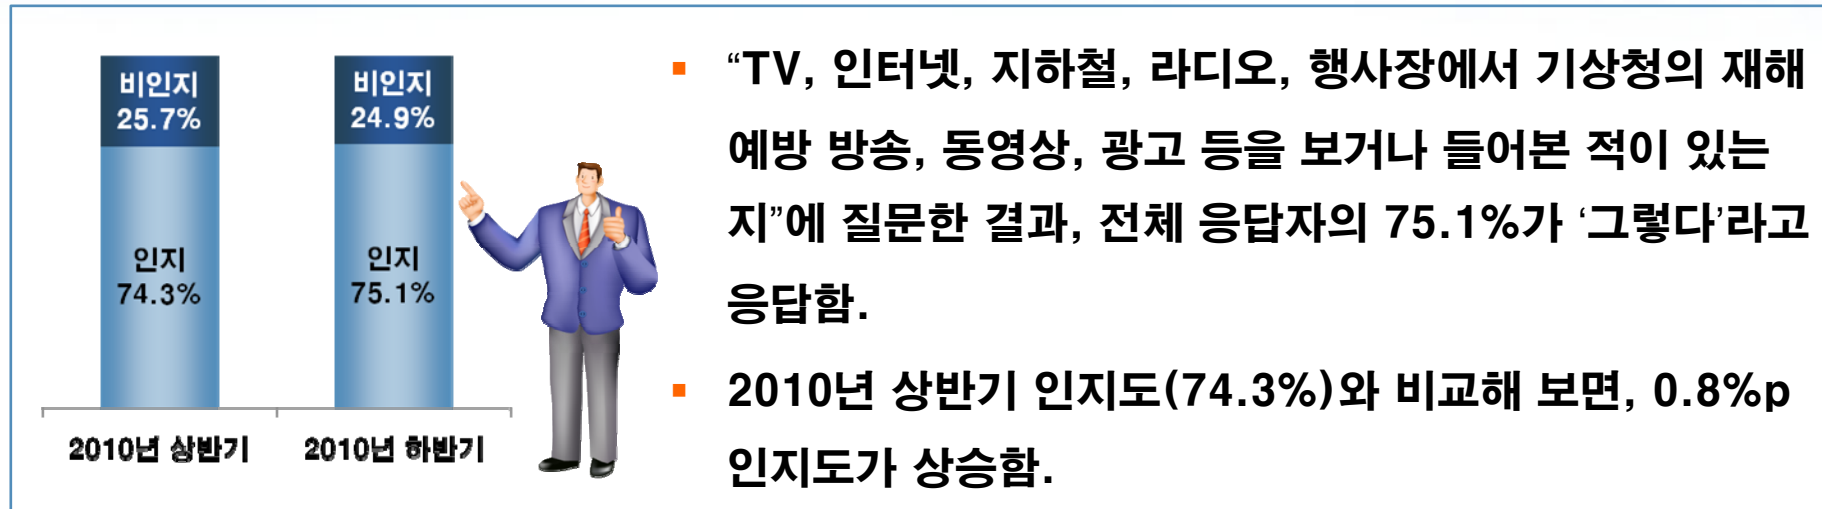 비인지
25.7%
인지
74.3%
2010년 상반기
비인지
24.9%
인지
75.1%
2010년 하반기
▪ “TV, 인터넷, 지하철, 라디오, 행사장에서 기상청의 재해
예방 방송, 동영상, 광고 등을 보거나 들어본 적이 있는
지”에 질문한 결과, 전체 응답자의 75.1%가 ‘그렇다’라고
응답함.
▪ 2010년 상반기 인지도(74.3%)와 비교해 보면, 0.8%p
인지도가 상승함.